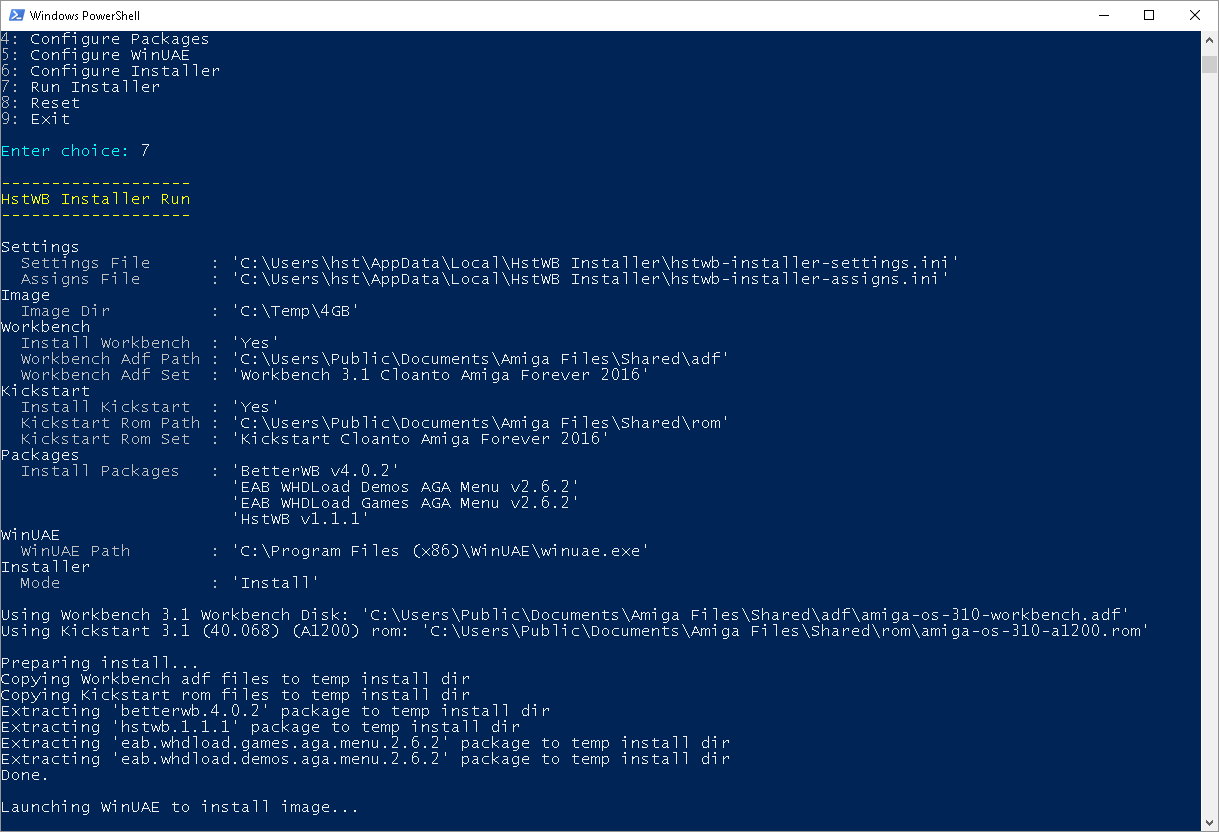 Windows PowerShell
4: Configure Packages
5: Configure WinUAE
6: Configure Installer
7: Run Installer
8: Reset
9: Exit
Enter choice: 7
-------------------
HstWB Installer Run
-------------------
Settings
  Settings File      : 'C:\Users\hst\AppData\Local\HstWB Installer\hstwb-installer-settings.ini'
  Assigns File       : 'C:\Users\hst\AppData\Local\HstWB Installer\hstwb-installer-assigns.ini'
Image
  Image Dir          : 'C:\Temp\4GB'
Workbench
  Install Workbench  : 'Yes'
  Workbench Adf Path : 'C:\Users\Public\Documents\Amiga Files\Shared\adf'
  Workbench Adf Set  : 'Workbench 3.1 Cloanto Amiga Forever 2016'
Kickstart
  Install Kickstart  : 'Yes'
  Kickstart Rom Path : 'C:\Users\Public\Documents\Amiga Files\Shared\rom'
  Kickstart Rom Set  : 'Kickstart Cloanto Amiga Forever 2016'
Packages
  Install Packages   : 'BetterWB v4.0.2'
                       'EAB WHDLoad Demos AGA Menu v2.6.2'
                       'EAB WHDLoad Games AGA Menu v2.6.2'
                       'HstWB v1.1.1'
WinUAE
  WinUAE Path        : 'C:\Program Files (x86)\WinUAE\winuae.exe'
Installer
  Mode               : 'Install'
Using Workbench 3.1 Workbench Disk: 'C:\Users\Public\Documents\Amiga Files\Shared\adf\amiga-os-310-workbench.adf'
Using Kickstart 3.1 (40.068) (A1200) rom: 'C:\Users\Public\Documents\Amiga Files\Shared\rom\amiga-os-310-a1200.rom'
Preparing install...
Copying Workbench adf files to temp install dir
Copying Kickstart rom files to temp install dir
Extracting 'betterwb.4.0.2' package to temp install dir
Extracting 'hstwb.1.1.1' package to temp install dir
Extracting 'eab.whdload.games.aga.menu.2.6.2' package to temp install dir
Extracting 'eab.whdload.demos.aga.menu.2.6.2' package to temp install dir
Done.
Launching WinUAE to install image...